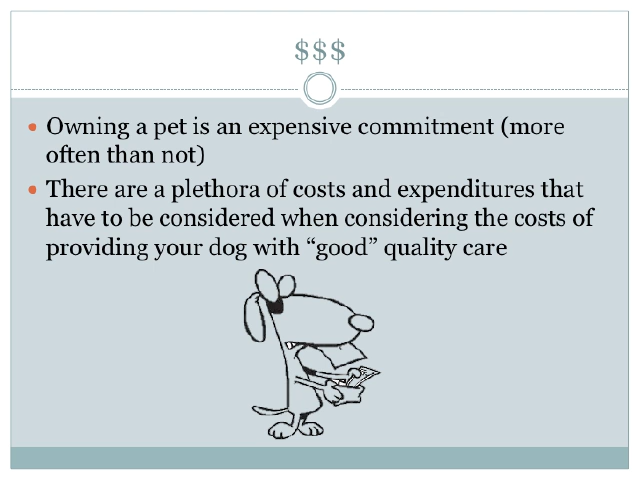 $$$
• Owning a pet is an expensive commitment (more
often than not)
• There are a plethora of costs and expenditures that
have to be considered when considering the costs of
providing your dog with “good” quality care